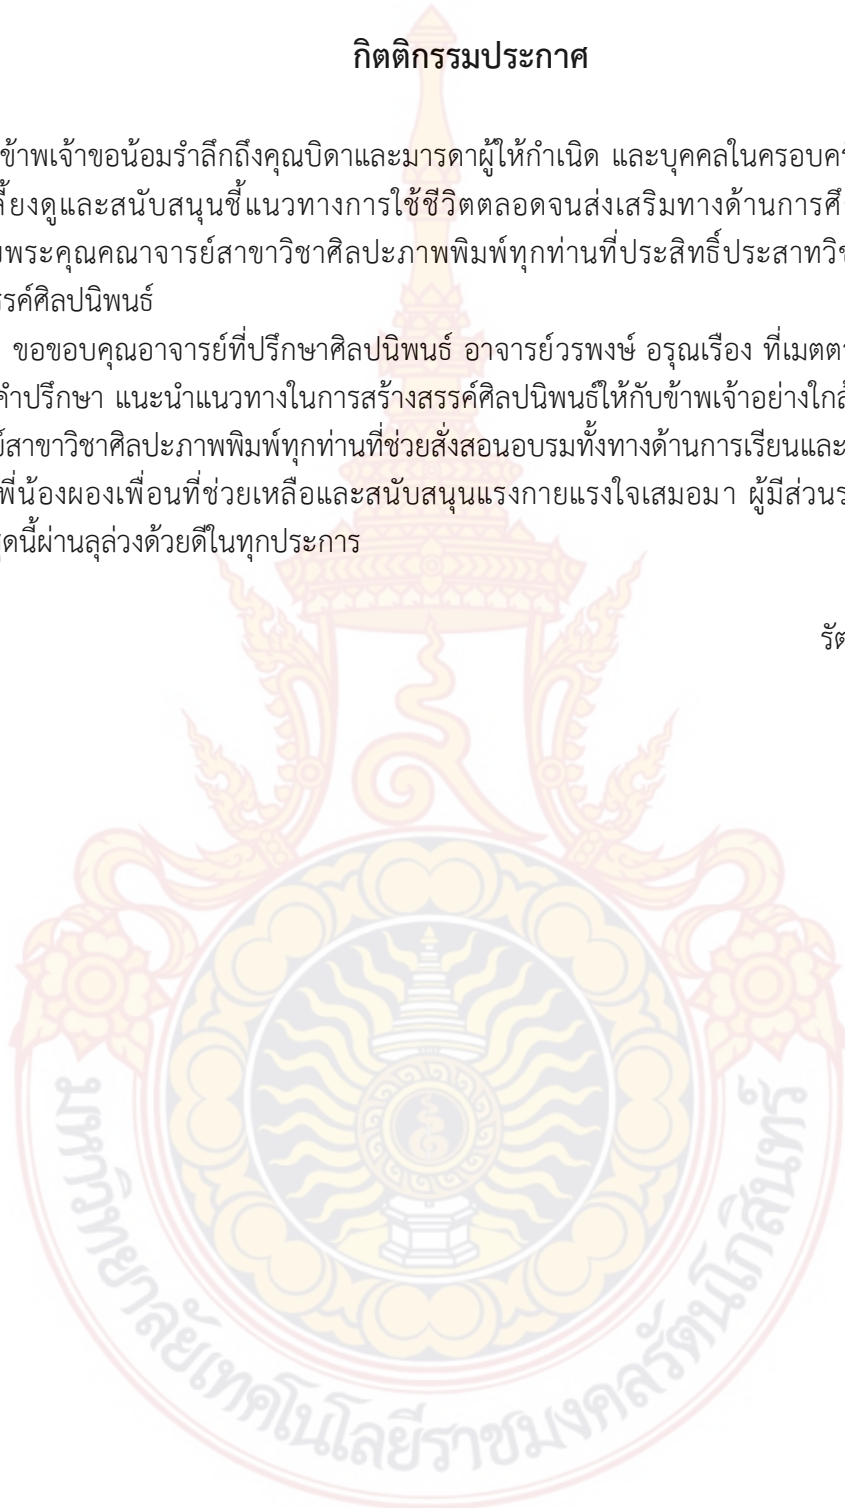 กิตติกรรมประกาศ
ข้าพเจ้าขอน้อมรำลึกถึงคุณบิดาและมารดาผู้ให้กำเนิด และบุคคลในครอบคร
ลี้ยงดูและสนับสนุนชี้แนวทางการใช้ชีวิตตลอดจนส่งเสริมทางด้านการศึ
พระคุณคณาจารย์สาขาวิชาศิลปะภาพพิมพ์ทุกท่านที่ประสิทธิ์ประสาทวิช
รรค์ศิลปนิพนธ์
ขอขอบคุณอาจารย์ที่ปรึกษาศิลปนิพนธ์ อาจารย์วรพงษ์ อรุณเรือง ที่เมตตา
คำปรึกษา แนะนำแนวทางในการสร้างสรรค์ศิลปนิพนธ์ให้กับข้าพเจ้าอย่างใกล้
์สาขาวิชาศิลปะภาพพิมพ์ทุกท่านที่ช่วยสั่งสอนอบรมทั้งทางด้านการเรียนและ
พี่น้องผองเพื่อนที่ช่วยเหลือและสนับสนุนแรงกายแรงใจเสมอมา ผู้มีส่วนร
ุดนี้ผ่านลุล่วงด้วยดีในทุกประการ
รัต
มหาวิทยาลัยเทคโนโลยีราชมงคลรัตนโกสินทร์